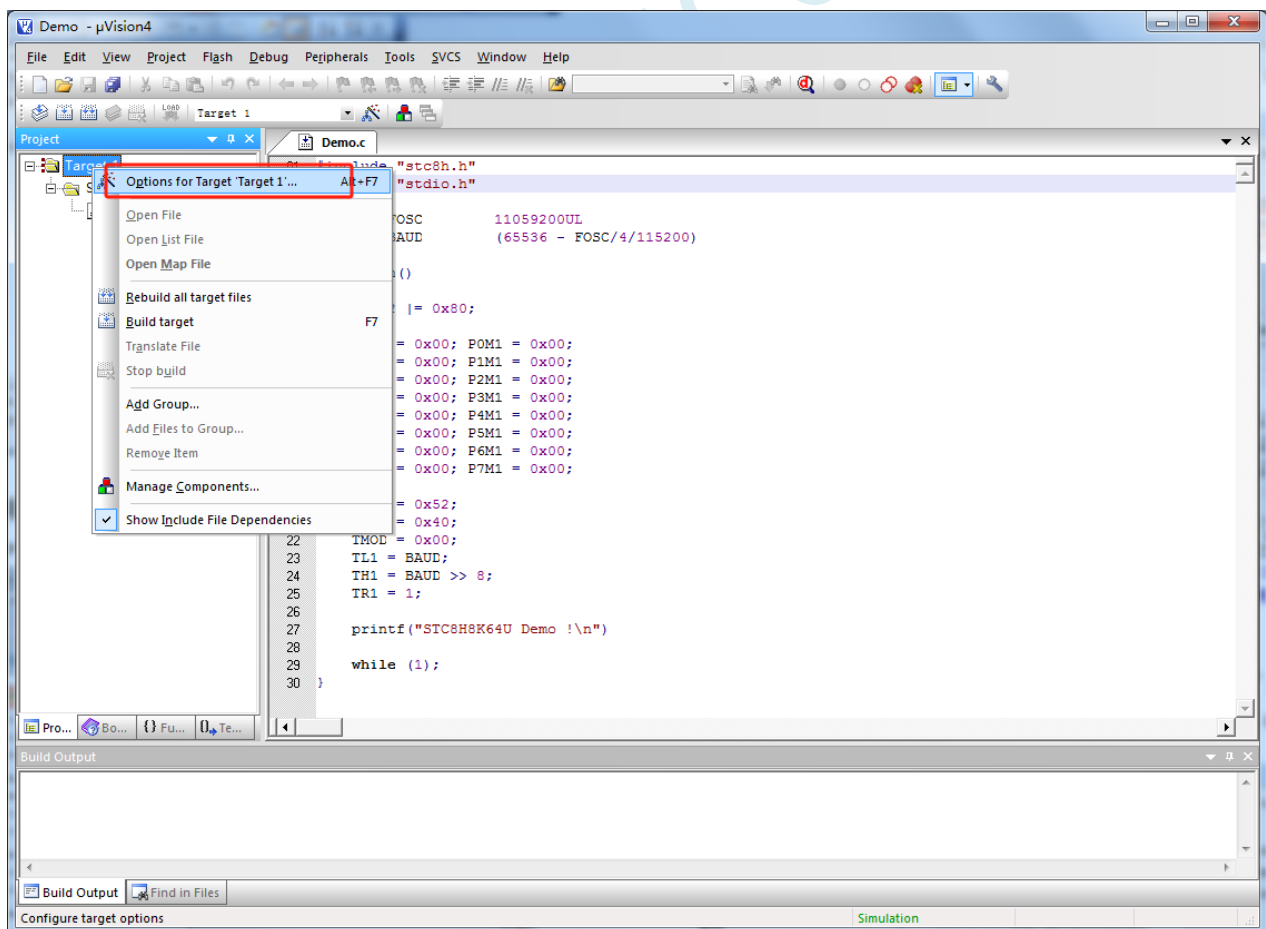 Demo - µVision4
File Edit View Project Flash Debug Peripherals Tools SVCS Window Help
LOAD Target 1
Project
Demo.c
"stc8h.h"
Options for Target 'Target 1'... Alt+F7 "stdio.h"
Open File FOSC 11059200UL
Open List File BAUD (65536 - FOSC/4/115200)
Open Map File
()
Rebuild all target files |= 0x80;
Build target F7
Translate File = 0x00; P0M1 = 0x00;
= 0x00; P1M1 = 0x00;
Stop build = 0x00; P2M1 = 0x00;
= 0x00; P3M1 = 0x00;
Add Group... = 0x00; P4M1 = 0x00;
Add Files to Group... = 0x00; P5M1 = 0x00;
Remove Item = 0x00; P6M1 = 0x00;
= 0x00; P7M1 = 0x00;
Manage Components...
= 0x52;
Show Include File Dependencies = 0x40;
22 TMOD = 0x00;
23 TL1 = BAUD;
24 TH1 = BAUD >> 8;
25 TR1 = 1;
26
27 printf("STC8H8K64U Demo !\n")
28
29 while (1);
30 }
Pro... Bo... {} Fu... Te...
Build Output
Build Output Find in Files
Configure target options Simulation